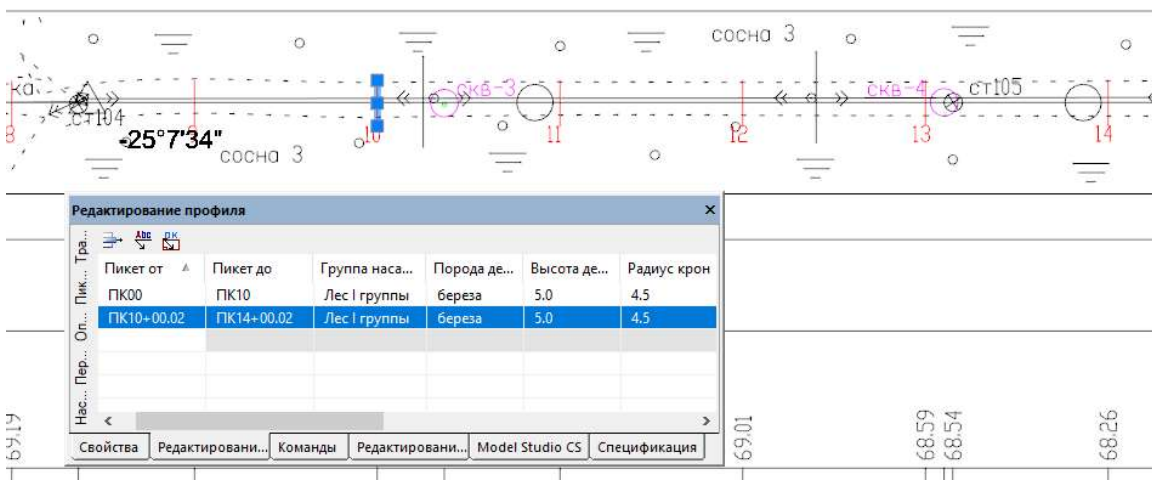 сосна 3
ка
скв-3
скв-4
ст105
ст104
8
9
10
11
12
13
14
-25°7'34"
сосна 3
Редактирование профиля
×
Abc
ПК
Тра...
Пикет от
Пикет до
Группа наса...
Порода де...
Высота де...
Радиус крон
Пик...
ПК00
ПК10
Лес I группы
береза
5.0
4.5
ПК10+00.02
ПК14+00.02
Лес I группы
береза
5.0
4.5
Оп...
Пер...
Нас...
69.19
69.01
68.59
68.54
68.26
Свойства
Редактировани...
Команды
Редактировани...
Model Studio CS
Спецификация